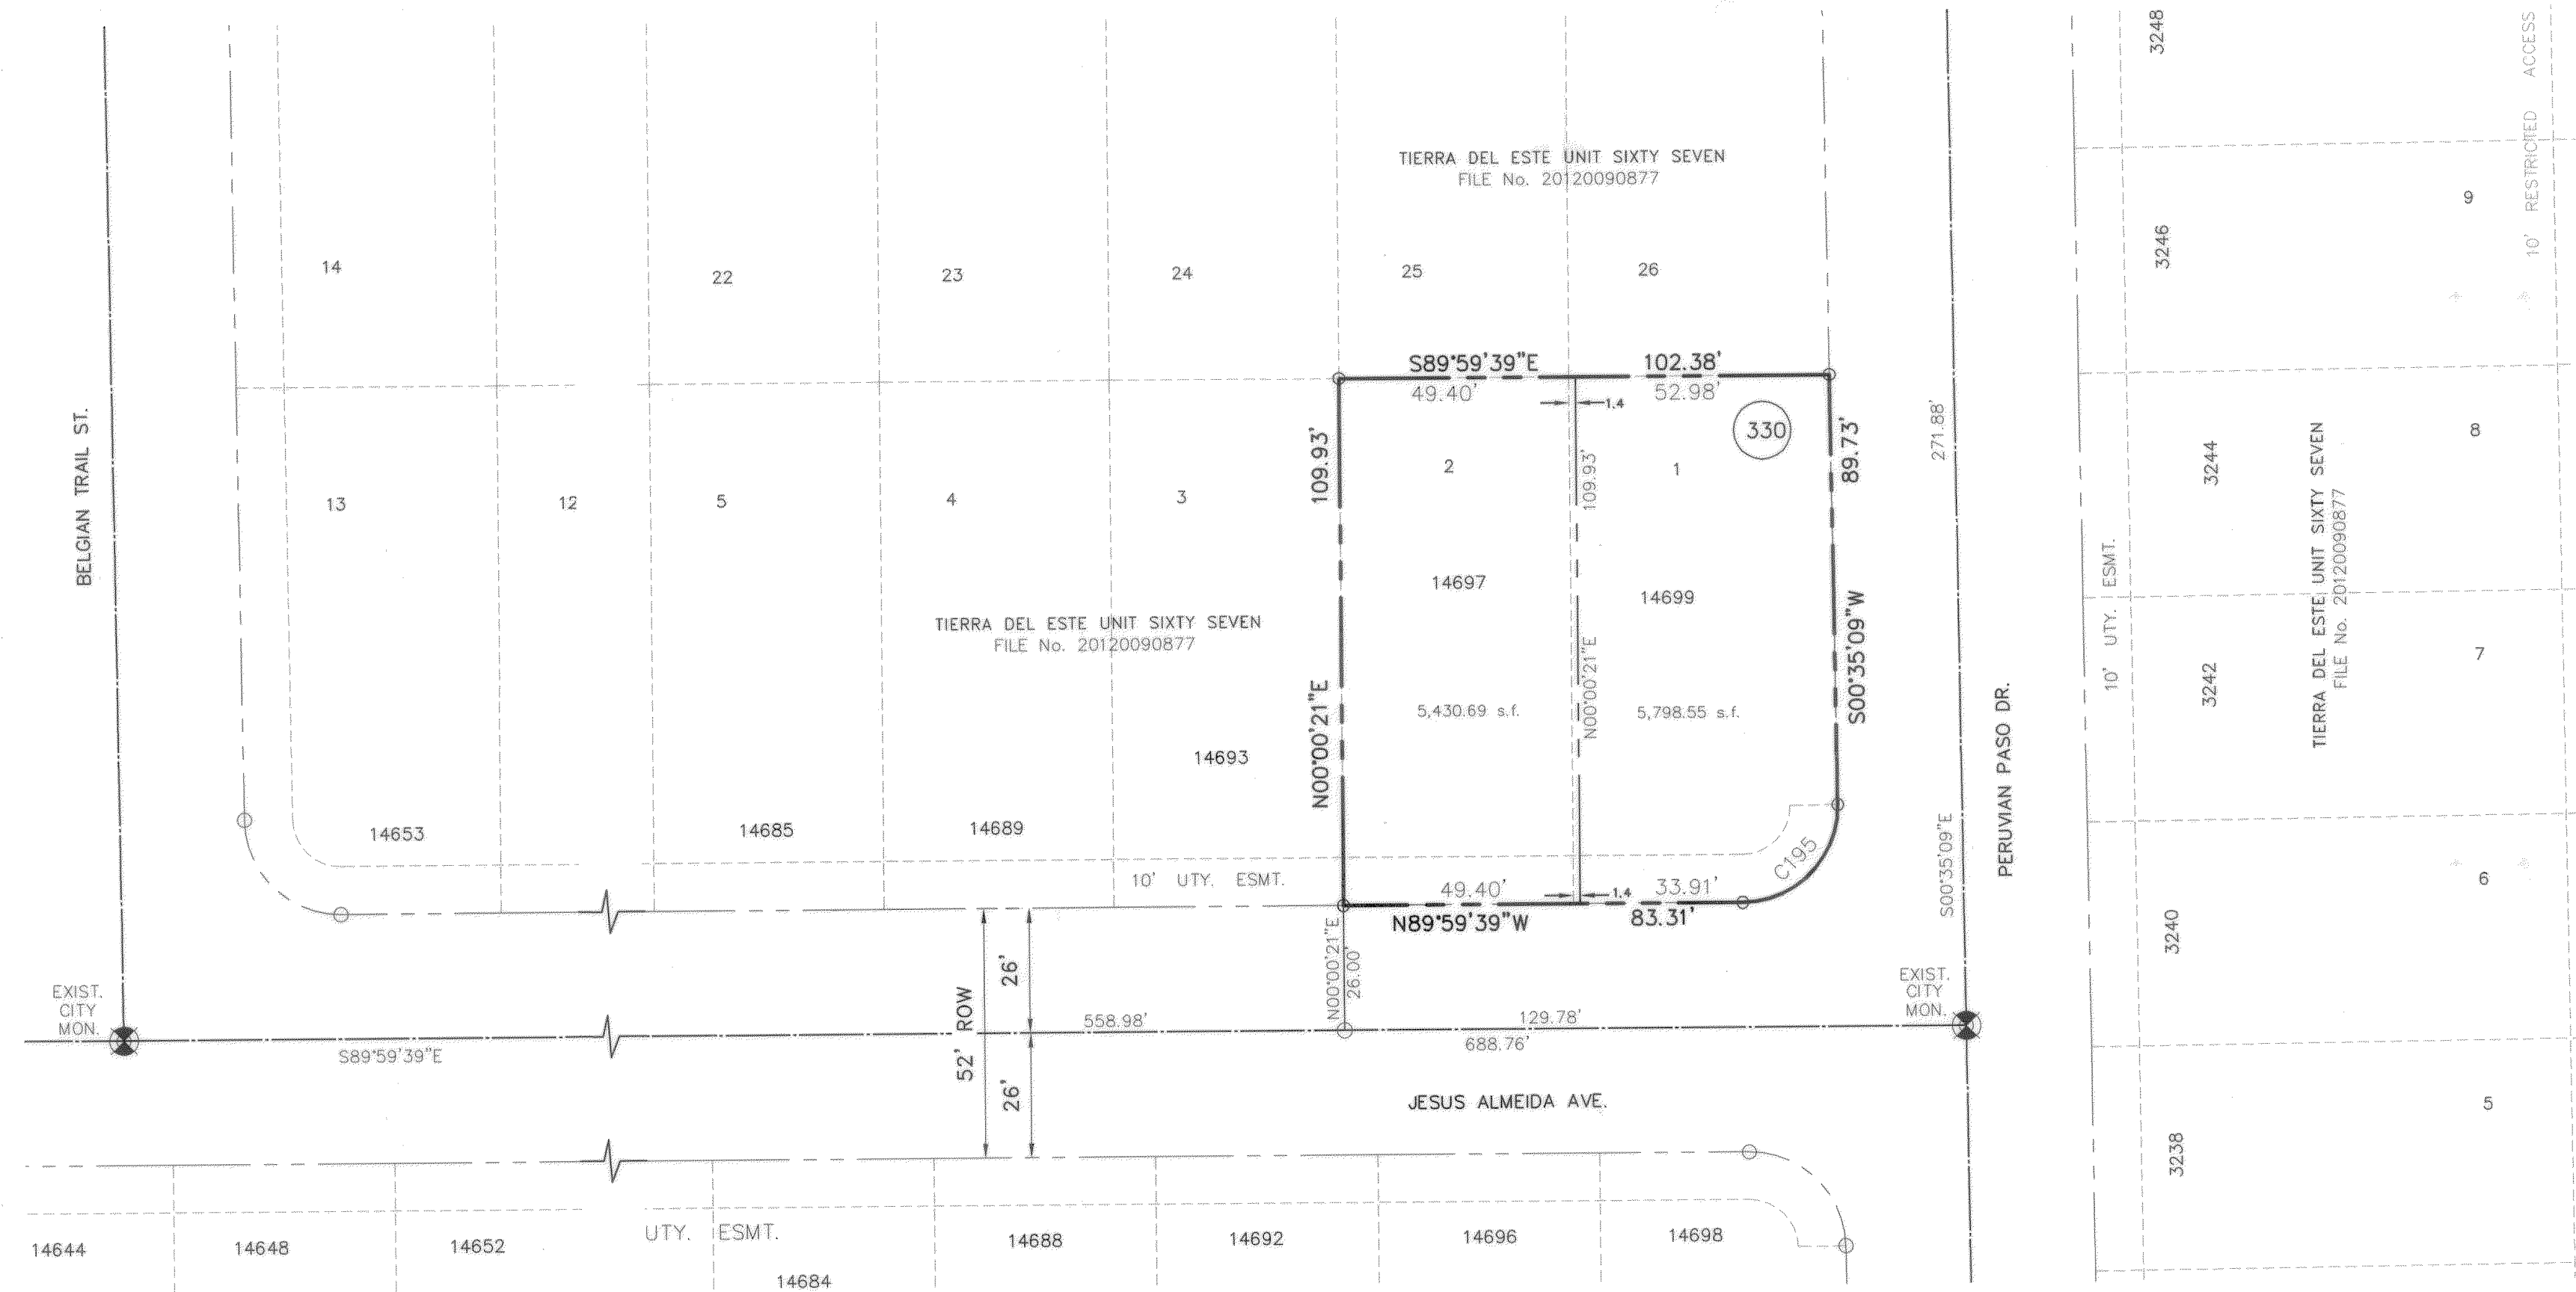 3248
10' RESTRICTED ACCESS
TIERRA DEL ESTE UNIT SIXTY SEVEN
FILE No. 20120090877
9
3246
14
22
23
24
25
26
S89°59'39"E
102.38'
49.40'
1.4
52.98'
330
BELGIAN TRAIL ST.
109.93'
109.93'
89.73'
271.88'
2
1
13
12
5
4
3
8
3244
TIERRA DEL ESTE UNIT SIXTY SEVEN
FILE No. 20120090877
14697
14699
10' UTY. ESMT.
TIERRA DEL ESTE UNIT SIXTY SEVEN
FILE No. 20120090877
S00°35'09"W
7
3242
N00°00'21"E
N00°00'21"E
5,430.69 s.f.
5,798.55 s.f.
PERUVIAN PASO DR.
14693
14653
14685
14689
C195
S00°35'09"E
6
10' UTY. ESMT.
49.40'
1.4
33.91'
N89°59'39"W
83.31'
3240
EXIST.
CITY
MON.
52' ROW
26'
26'
N00°00'21"E
26.00'
EXIST.
CITY
MON.
558.98'
129.78'
688.76'
S89°59'39"E
JESUS ALMEIDA AVE.
5
3238
14644
14648
14652
UTY. ESMT.
14684
14688
14692
14696
14698